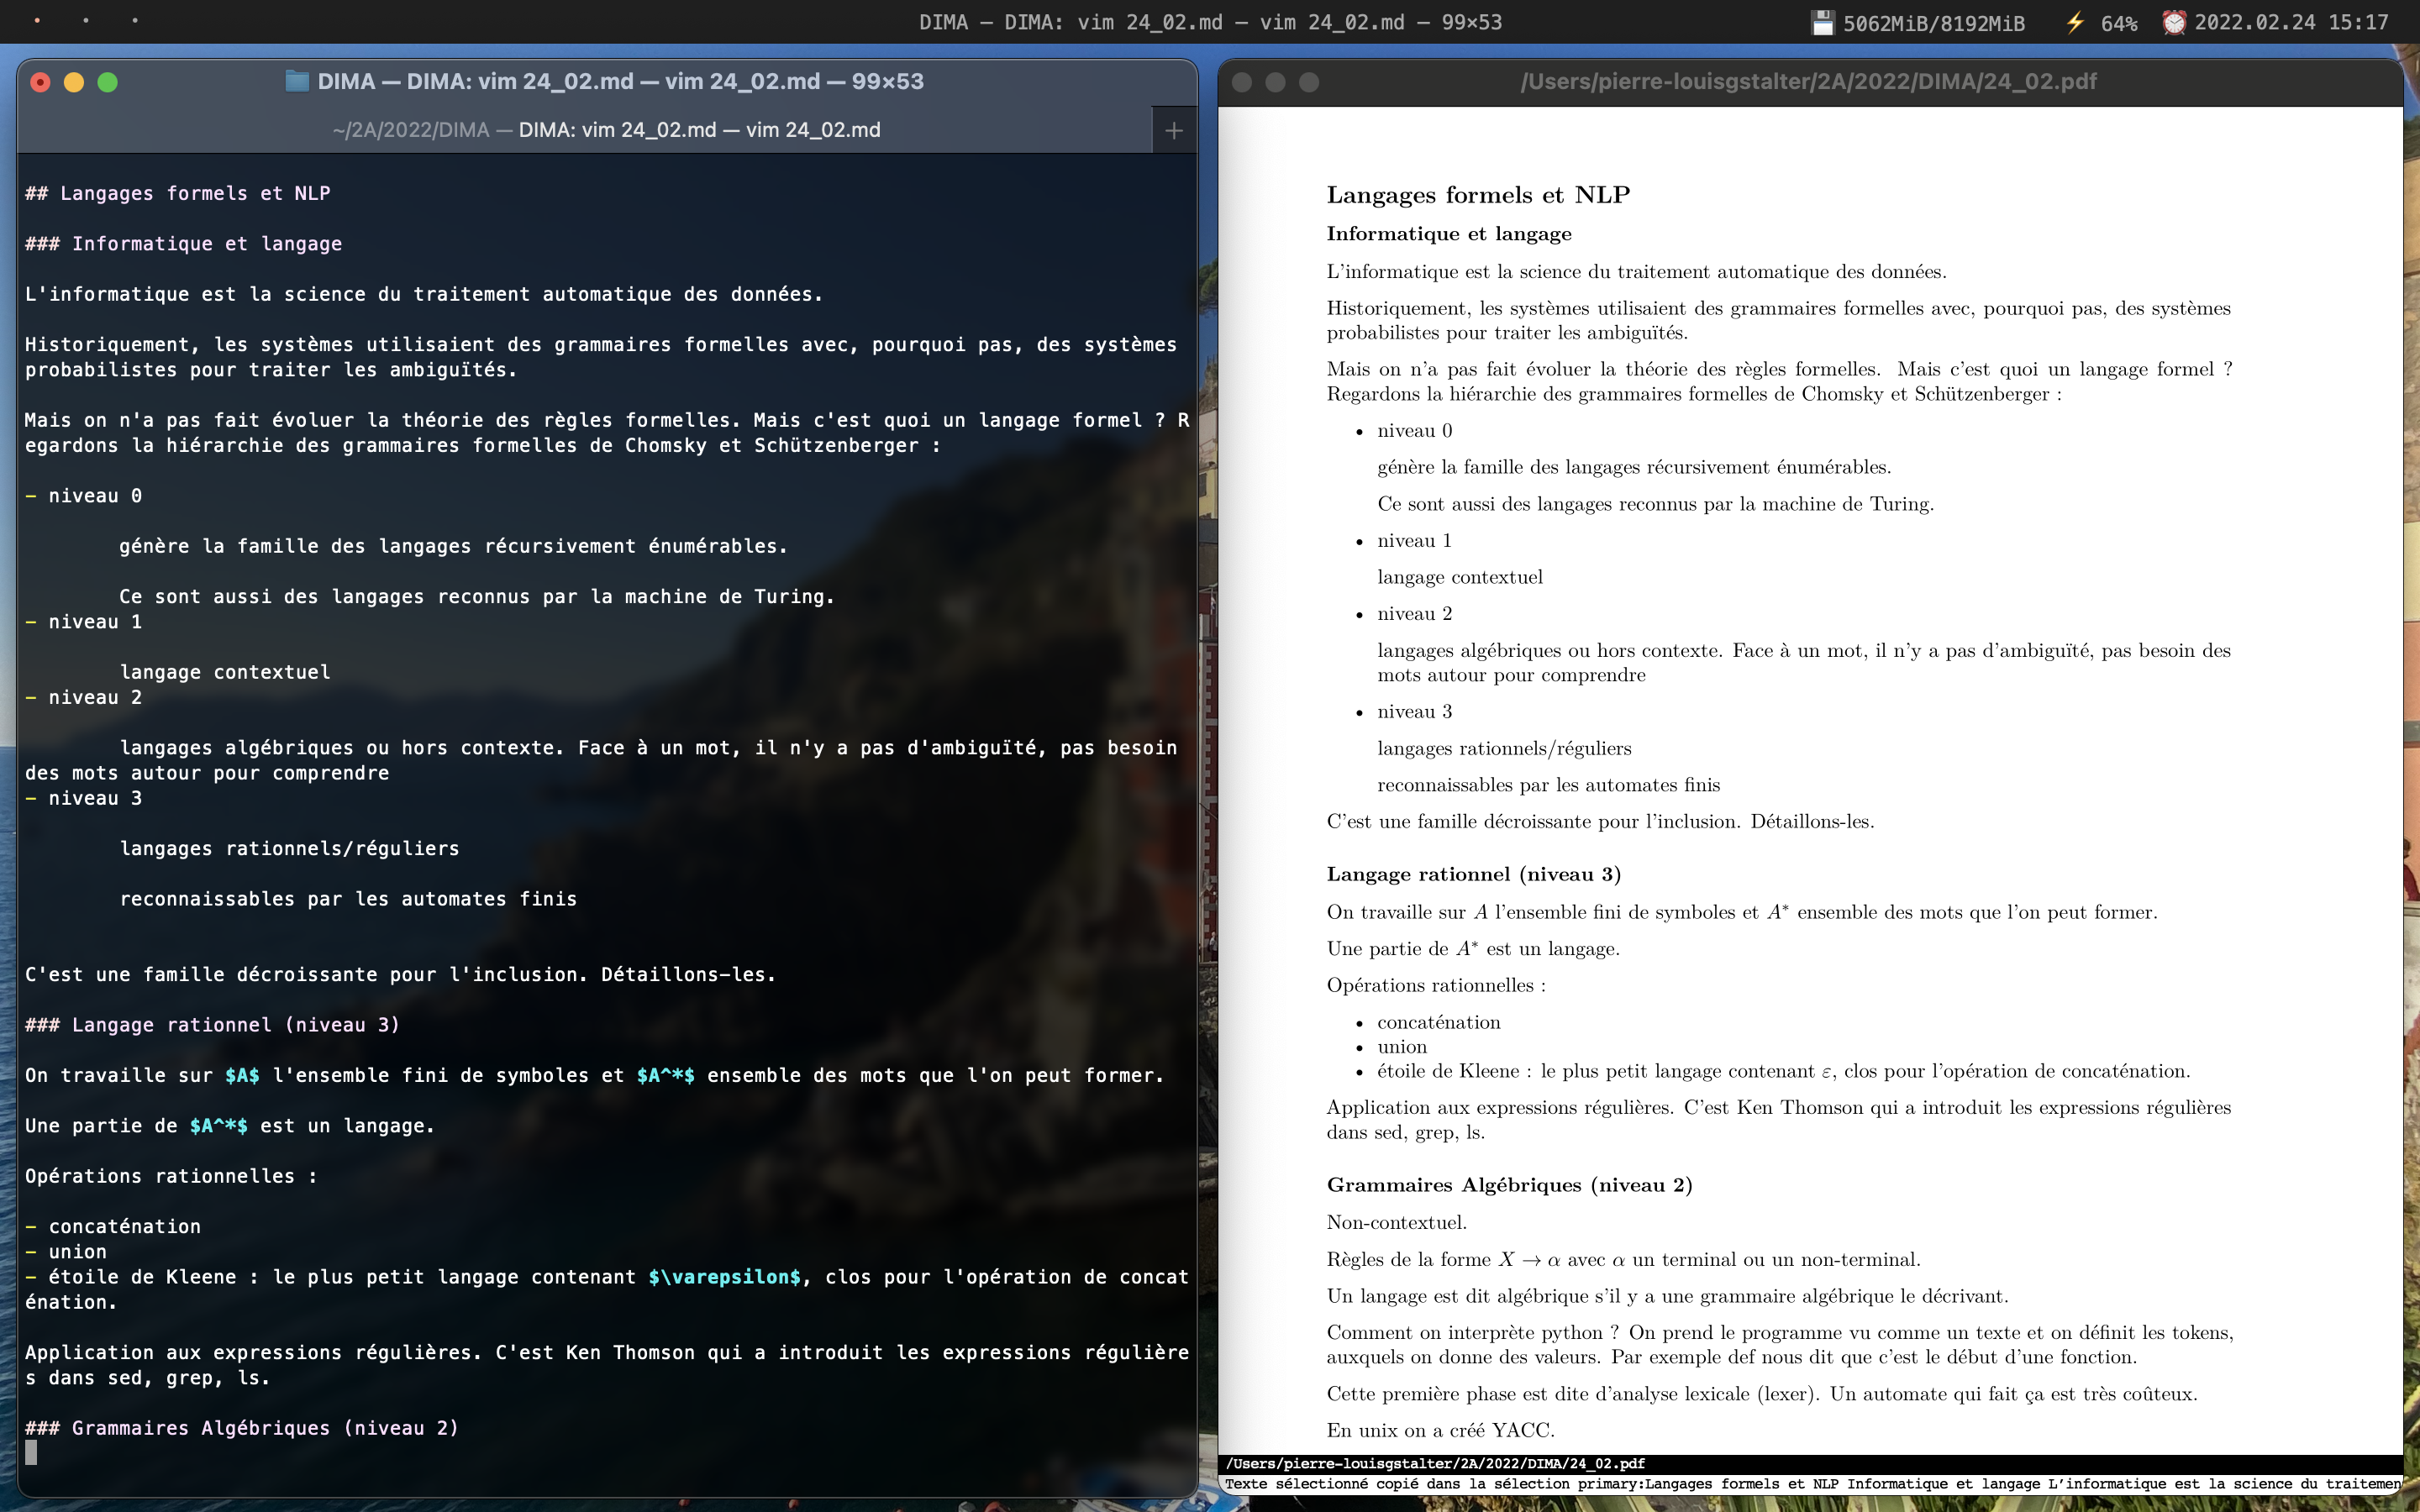 DIMA — DIMA: vim 24_02.md — vim 24_02.md — 99×53
5062MiB/8192MiB
64%
2022.02.24 15:17
DIMA — DIMA: vim 24_02.md — vim 24_02.md — 99×53
~/2A/2022/DIMA — DIMA: vim 24_02.md — vim 24_02.md
+
## Langages formels et NLP
### Informatique et langage
L'informatique est la science du traitement automatique des données.
Historiquement, les systèmes utilisaient des grammaires formelles avec, pourquoi pas, des systèmes
probabilistes pour traiter les ambiguïtés.
Mais on n'a pas fait évoluer la théorie des règles formelles. Mais c'est quoi un langage formel ? R
egardons la hiérarchie des grammaires formelles de Chomsky et Schützenberger :
- niveau 0
génère la famille des langages récursivement énumérables.
Ce sont aussi des langages reconnus par la machine de Turing.
- niveau 1
langage contextuel
- niveau 2
langages algébriques ou hors contexte. Face à un mot, il n'y a pas d'ambiguïté, pas besoin
des mots autour pour comprendre
- niveau 3
langages rationnels/réguliers
reconnaissables par les automates finis
C'est une famille décroissante pour l'inclusion. Détaillons-les.
### Langage rationnel (niveau 3)
On travaille sur $A$ l'ensemble fini de symboles et $A^*$ ensemble des mots que l'on peut former.
Une partie de $A^*$ est un langage.
Opérations rationnelles :
- concaténation
- union
- étoile de Kleene : le plus petit langage contenant $\varepsilon$, clos pour l'opération de concat
énation.
Application aux expressions régulières. C'est Ken Thomson qui a introduit les expressions régulière
s dans sed, grep, ls.
### Grammaires Algébriques (niveau 2)
/Users/pierre-louisgstalter/2A/2022/DIMA/24_02.pdf
Langages formels et NLP
Informatique et langage
L'informatique est la science du traitement automatique des données.
Historiquement, les systèmes utilisaient des grammaires formelles avec, pourquoi pas, des systèmes
probabilistes pour traiter les ambiguïtés.
Mais on n'a pas fait évoluer la théorie des règles formelles. Mais c'est quoi un langage formel ?
Regardons la hiérarchie des grammaires formelles de Chomsky et Schützenberger :
• niveau 0
génère la famille des langages récursivement énumérables.
Ce sont aussi des langages reconnus par la machine de Turing.
• niveau 1
langage contextuel
• niveau 2
langages algébriques ou hors contexte. Face à un mot, il n'y a pas d'ambiguïté, pas besoin des
mots autour pour comprendre
• niveau 3
langages rationnels/réguliers
reconnaissables par les automates finis
C'est une famille décroissante pour l'inclusion. Détaillons-les.
Langage rationnel (niveau 3)
On travaille sur A l'ensemble fini de symboles et A* ensemble des mots que l'on peut former.
Une partie de A* est un langage.
Opérations rationnelles :
• concaténation
• union
• étoile de Kleene : le plus petit langage contenant ε, clos pour l'opération de concaténation.
Application aux expressions régulières. C'est Ken Thomson qui a introduit les expressions régulières
dans sed, grep, ls.
Grammaires Algébriques (niveau 2)
Non-contextuel.
Règles de la forme X → α avec α un terminal ou un non-terminal.
Un langage est dit algébrique s'il y a une grammaire algébrique le décrivant.
Comment on interprète python ? On prend le programme vu comme un texte et on définit les tokens,
auxquels on donne des valeurs. Par exemple def nous dit que c'est le début d'une fonction.
Cette première phase est dite d'analyse lexicale (lexer). Un automate qui fait ça est très coûteux.
En unix on a créé YACC.
/Users/pierre-louisgstalter/2A/2022/DIMA/24_02.pdf
Texte sélectionné copié dans la sélection primary:Langages formels et NLP Informatique et langage L'informatique est la science du traitemen